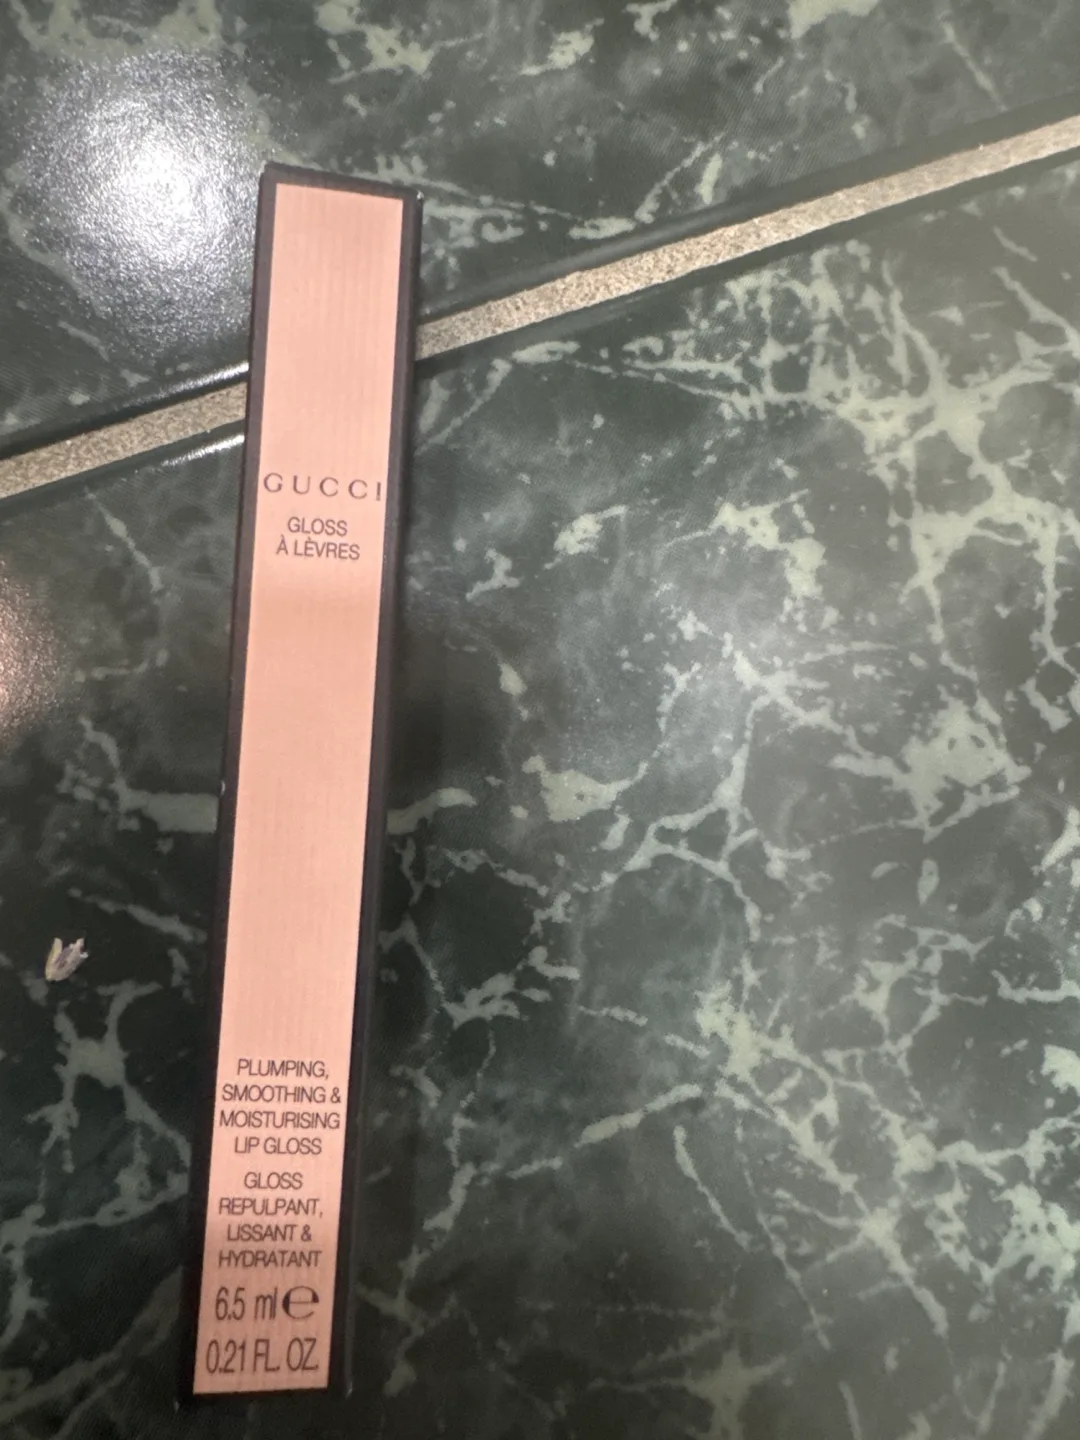 GUCCI
GLOSS
À LÈVRES
PLUMPING,
SMOOTHING &
MOISTURISING
LIP GLOSS
GLOSS
REPULPANT,
LISSANT &
HYDRATANT
6.5 ml ℮
0.21 FL. OZ.